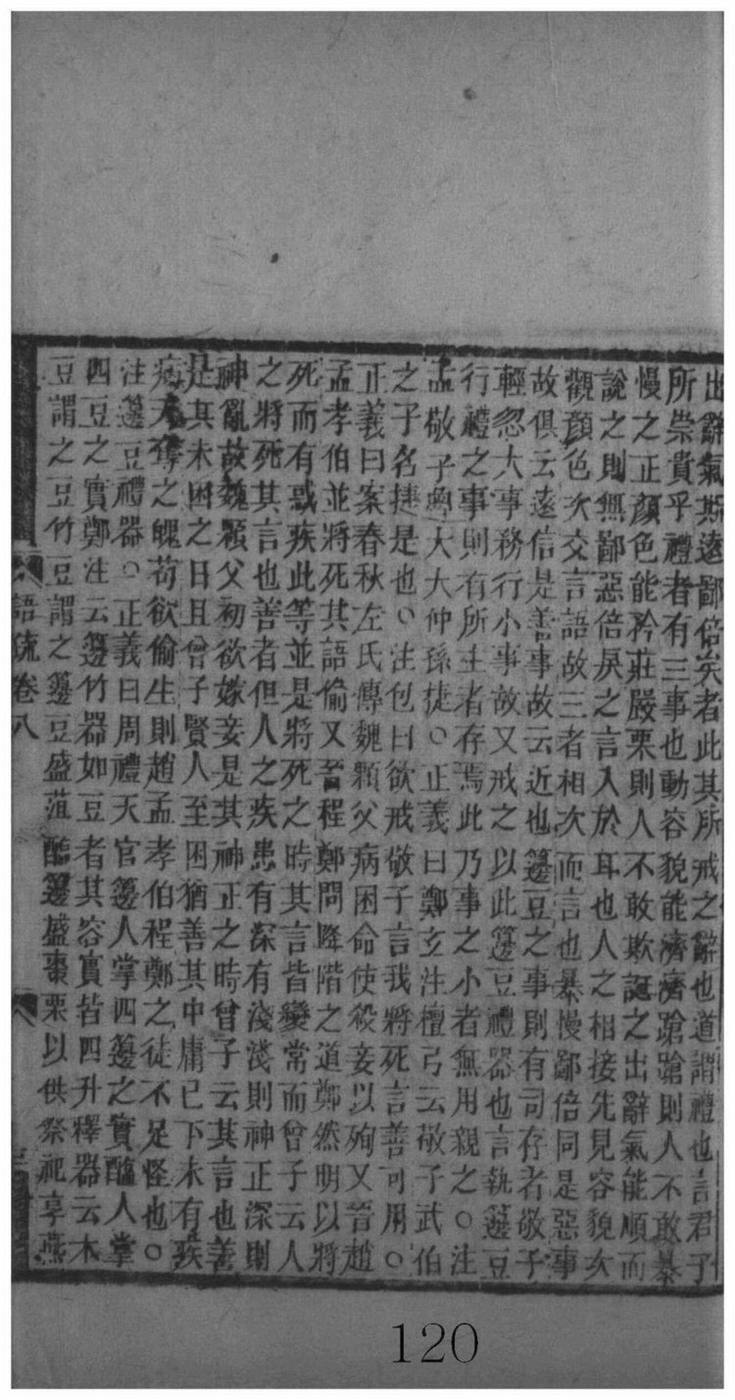 出辭氣斯遠鄙倍矣者此其所戒之辭也道謂禮也言君子
所崇貴乎禮者有三事也動容貌能濟濟蹌蹌則人不敢暴
慢之正顏色能矜莊嚴栗則人不敢欺誕之出辭氣能順而
說之則無鄙惡倍戾之言入於耳也人之相接先見容貌次
觀顏色次交言語故三者相次而言也暴慢鄙倍同是惡事
故俱云遠信是善事故云近也籩豆之事則有司存者敬子
輕忽大事務行小事故又戒之以此籩豆禮器也言執籩豆
行禮之事則有所主者存焉此乃事之小者無用親之○注
孟敬子魯大夫仲孫捷○正義曰鄭玄注檀弓云敬子武伯
之子名捷是也○注包曰欲戒敬子言我將死言善可用○
正義曰案春秋左氏傳魏顆父病困命使殺妾以殉又晉趙
孟孝伯並將死其語偷又晉程鄭問降階之道鄭然明以將
死而有惑疾此等並是將死之時其言皆變常而曾子云人
之將死其言也善者但人之疾患有深有淺淺則神正深則
神亂故魏顆父初欲嫁妾是其神正之時曾子云其言也善
是其未困之日且曾子賢人至困猶善其中庸已下未有疾
病天奪之魄苟欲偷生則趙孟孝伯程鄭之徒不足怪也○
注籩豆禮器○正義曰周禮天官籩人掌四籩之實醢人掌
四豆之實鄭注云籩竹器如豆者其容實皆四升釋器云木
豆謂之豆竹豆謂之籩豆盛菹醢籩盛棗栗以供祭祀享燕
語疏卷八
120